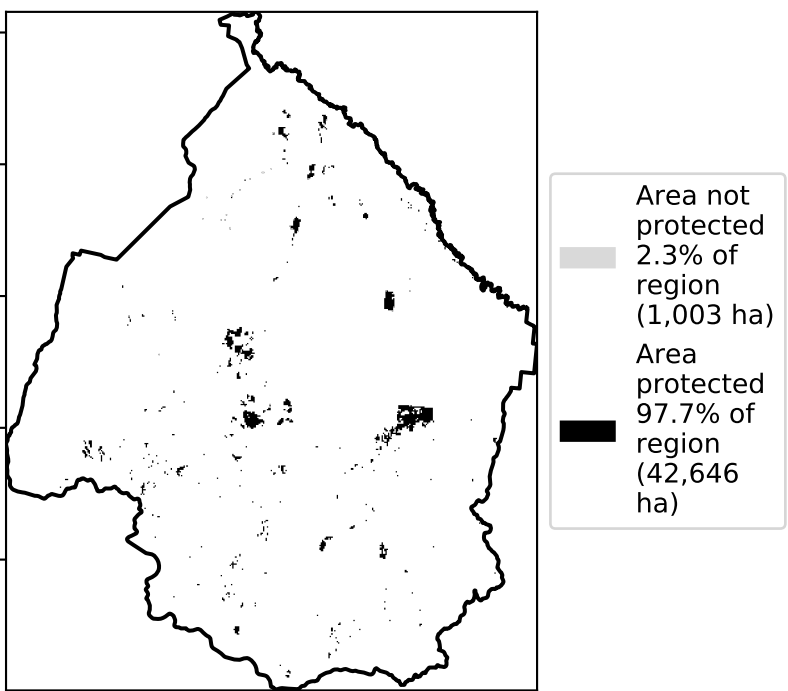 Area not
protected
2.3% of
region
(1,003 ha)
Area
protected
97.7% of
region
(42,646
ha)